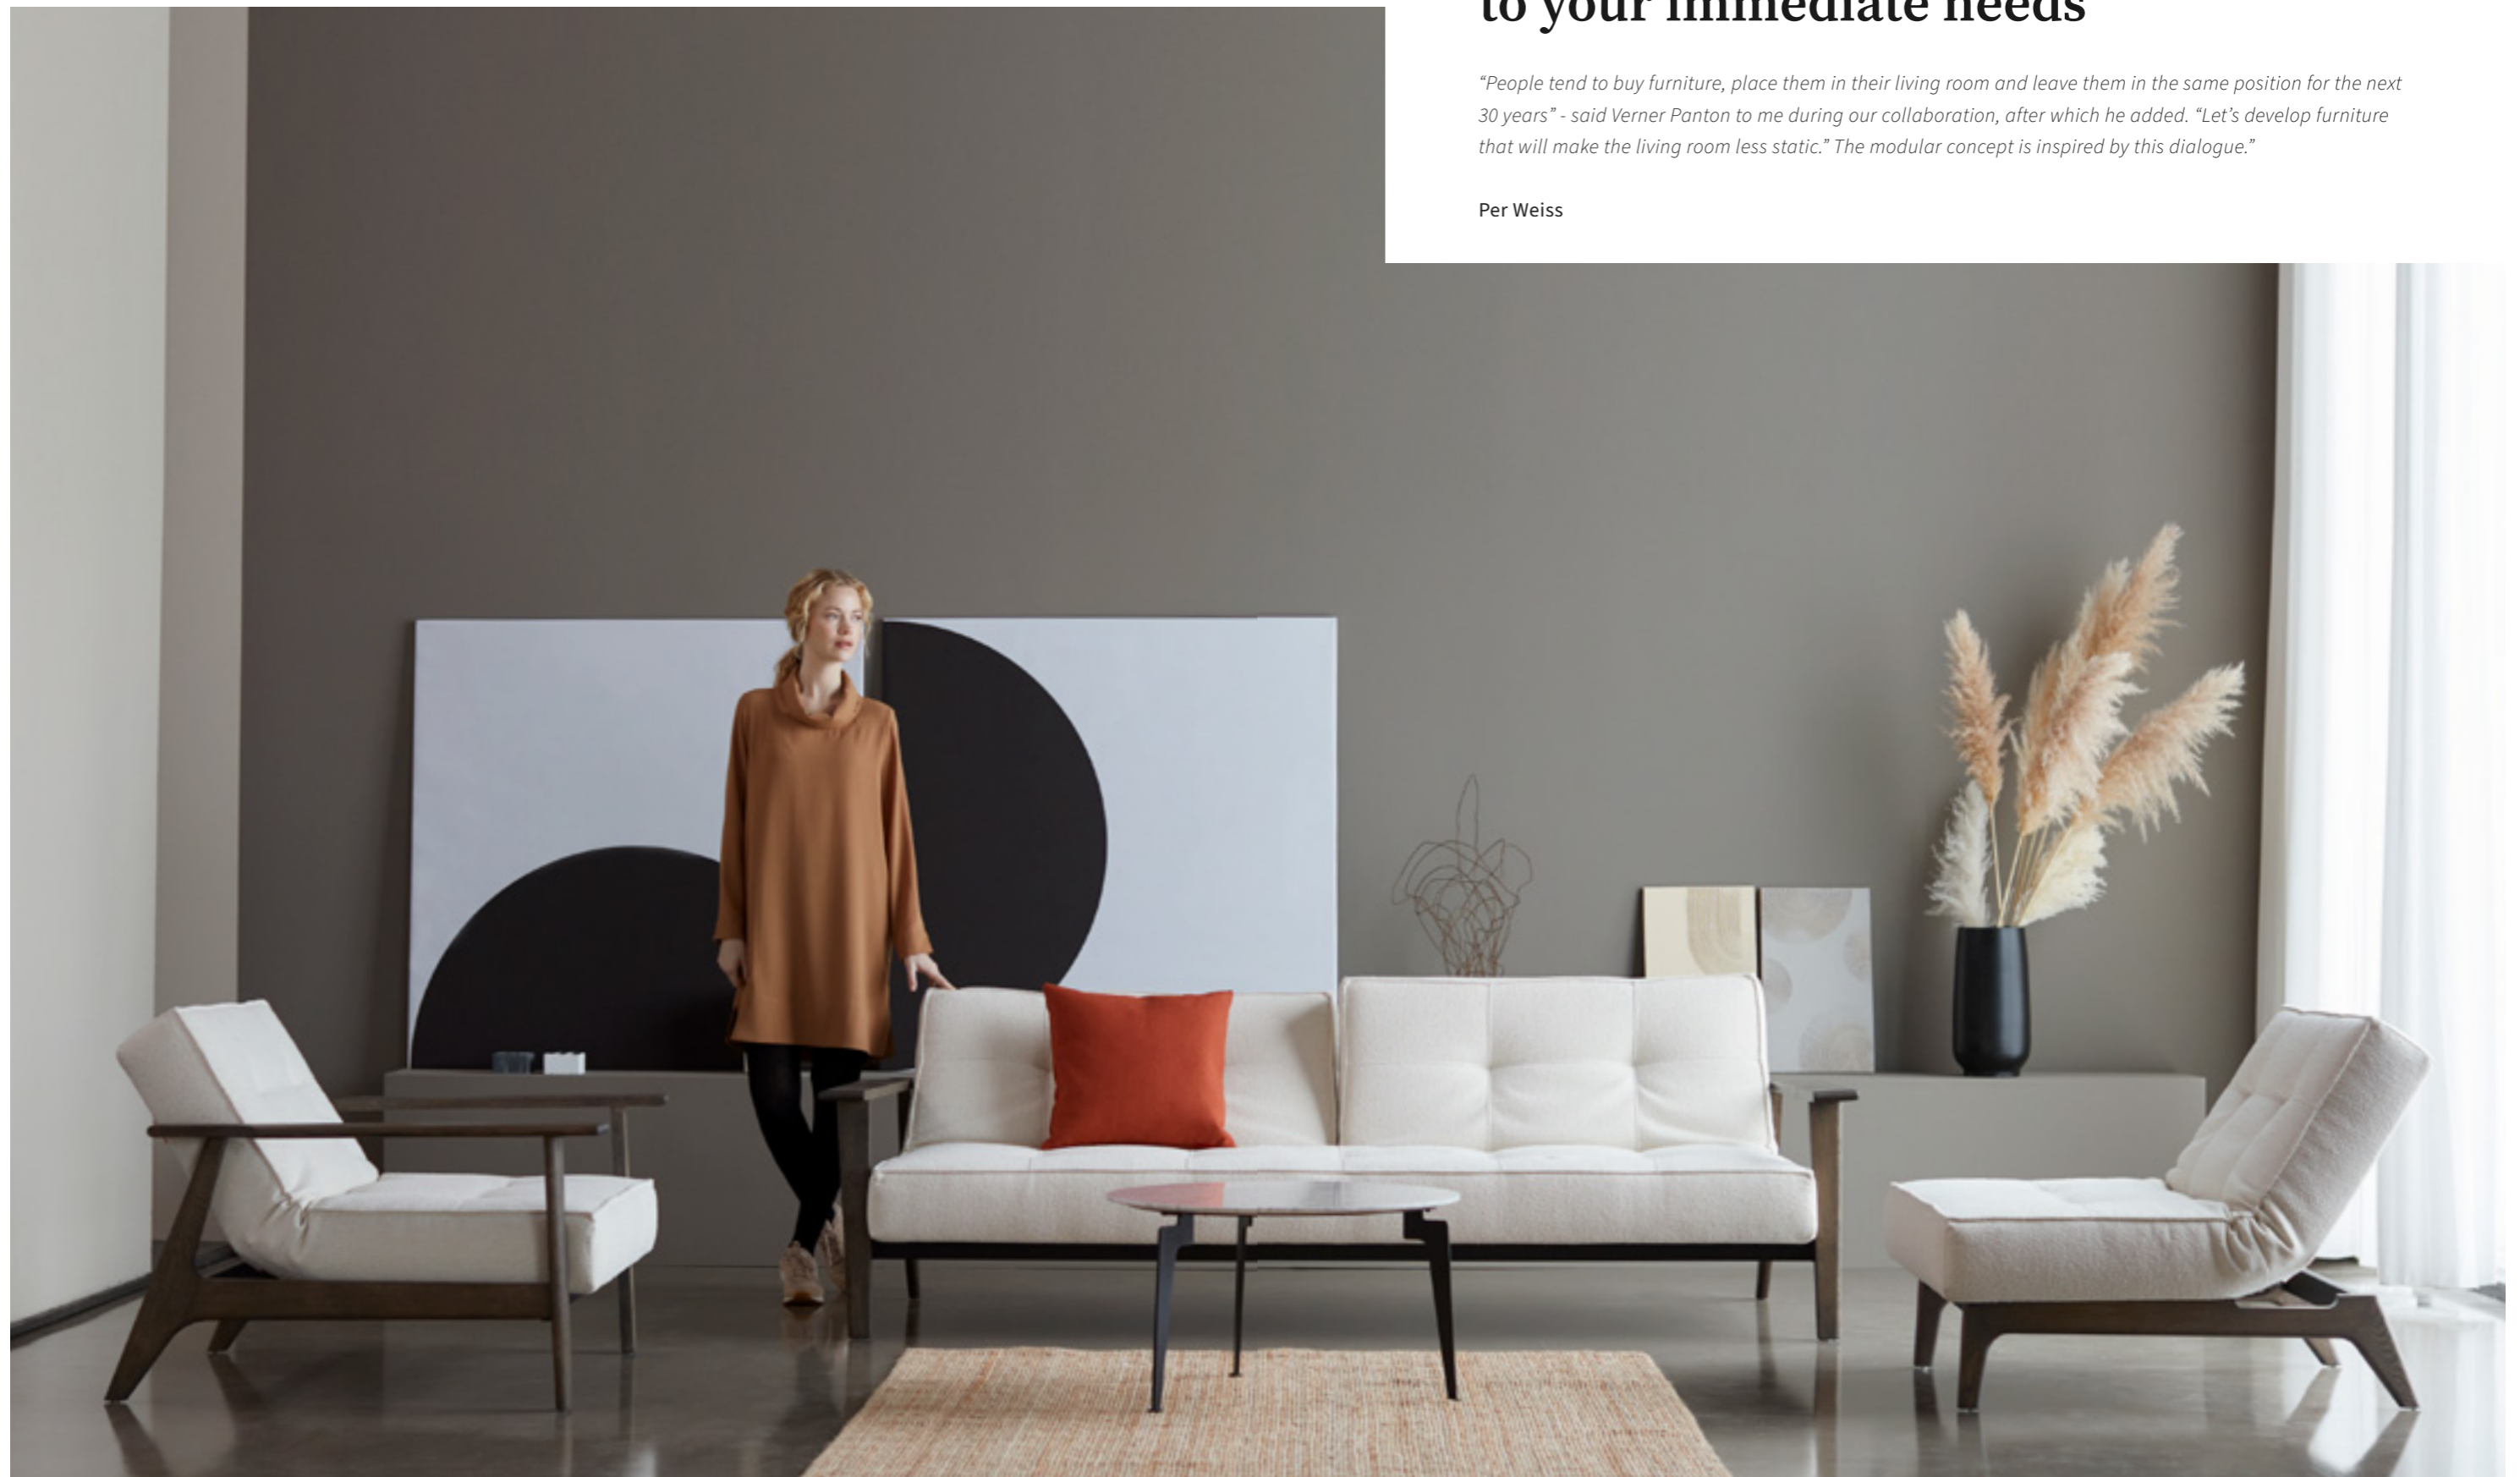 to your immediate needs
“People tend to buy furniture, place them in their living room and leave them in the same position for the next
30 years” - said Verner Panton to me during our collaboration, after which he added. “Let’s develop furniture
that will make the living room less static.” The modular concept is inspired by this dialogue.”
Per Weiss